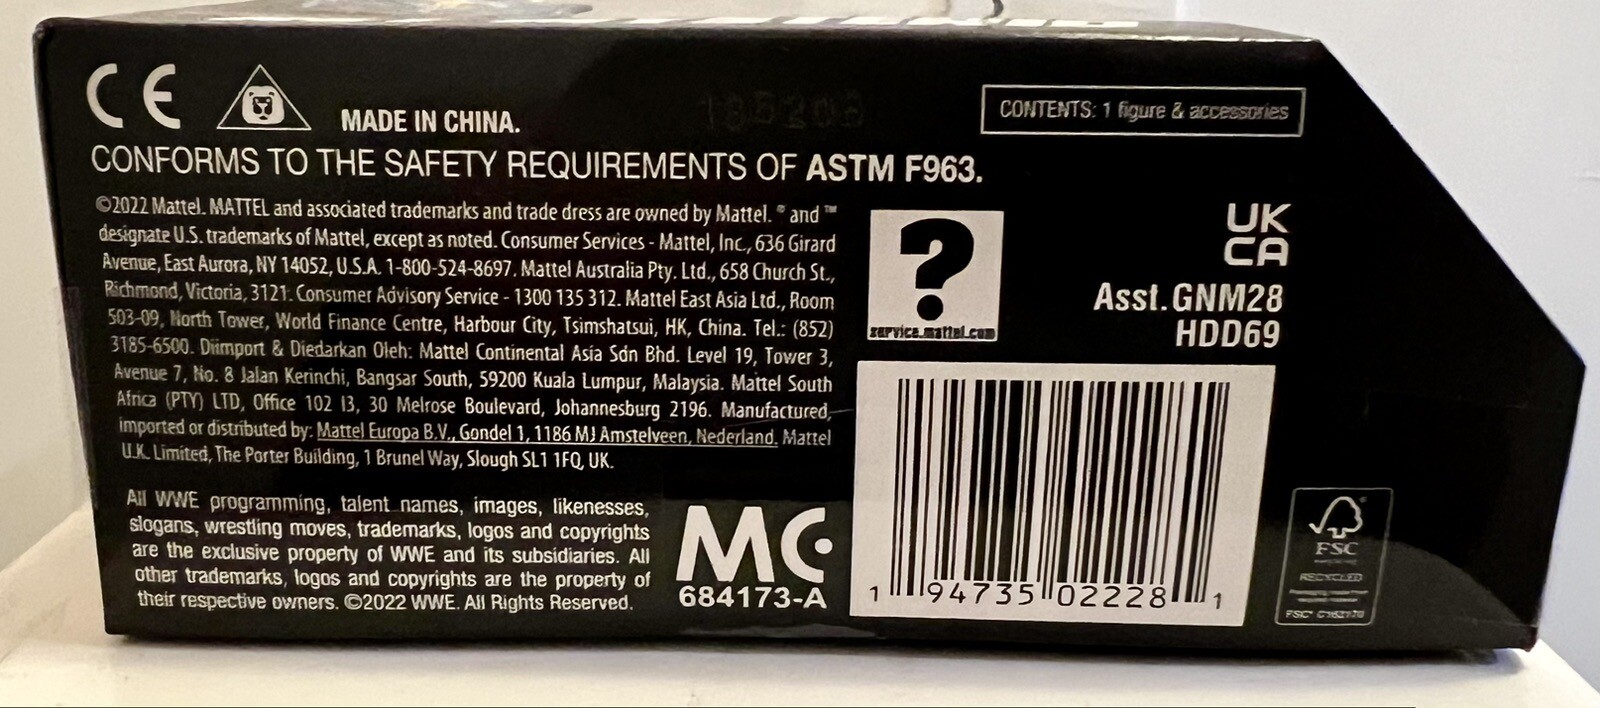 CE
MADE IN CHINA.
CONTENTS: 1 figure & accessories
CONFORMS TO THE SAFETY REQUIREMENTS OF ASTM F963.
©2022 Mattel. MATTEL and associated trademarks and trade dress are owned by Mattel. ® and ™
designate U.S. trademarks of Mattel, except as noted. Consumer Services - Mattel, Inc., 636 Girard
Avenue, East Aurora, NY 14052, U.S.A. 1-800-524-8697. Mattel Australia Pty. Ltd., 658 Church St.,
Richmond, Victoria, 3121. Consumer Advisory Service - 1300 135 312. Mattel East Asia Ltd., Room
503-09, North Tower, World Finance Centre, Harbour City, Tsimshatsui, HK, China. Tel.: (852)
3185-6500. Diimport & Diedarkan Oleh: Mattel Continental Asia Sdn Bhd. Level 19, Tower 3,
Avenue 7, No. 8 Jalan Kerinchi, Bangsar South, 59200 Kuala Lumpur, Malaysia. Mattel South
Africa (PTY) LTD, Office 102 I3, 30 Melrose Boulevard, Johannesburg 2196. Manufactured,
imported or distributed by: Mattel Europa B.V., Gondel 1, 1186 MJ Amstelveen, Nederland. Mattel
U.K. Limited, The Porter Building, 1 Brunel Way, Slough SL1 1FQ, UK.
?
service.mattel.com
UK
CA
Asst. GNM28
HDD69
All WWE programming, talent names, images, likenesses,
slogans, wrestling moves, trademarks, logos and copyrights
are the exclusive property of WWE and its subsidiaries. All
other trademarks, logos and copyrights are the property of
their respective owners. ©2022 WWE. All Rights Reserved.
MC
684173-A
1 94735 02228 1
FSC
RECYCLED